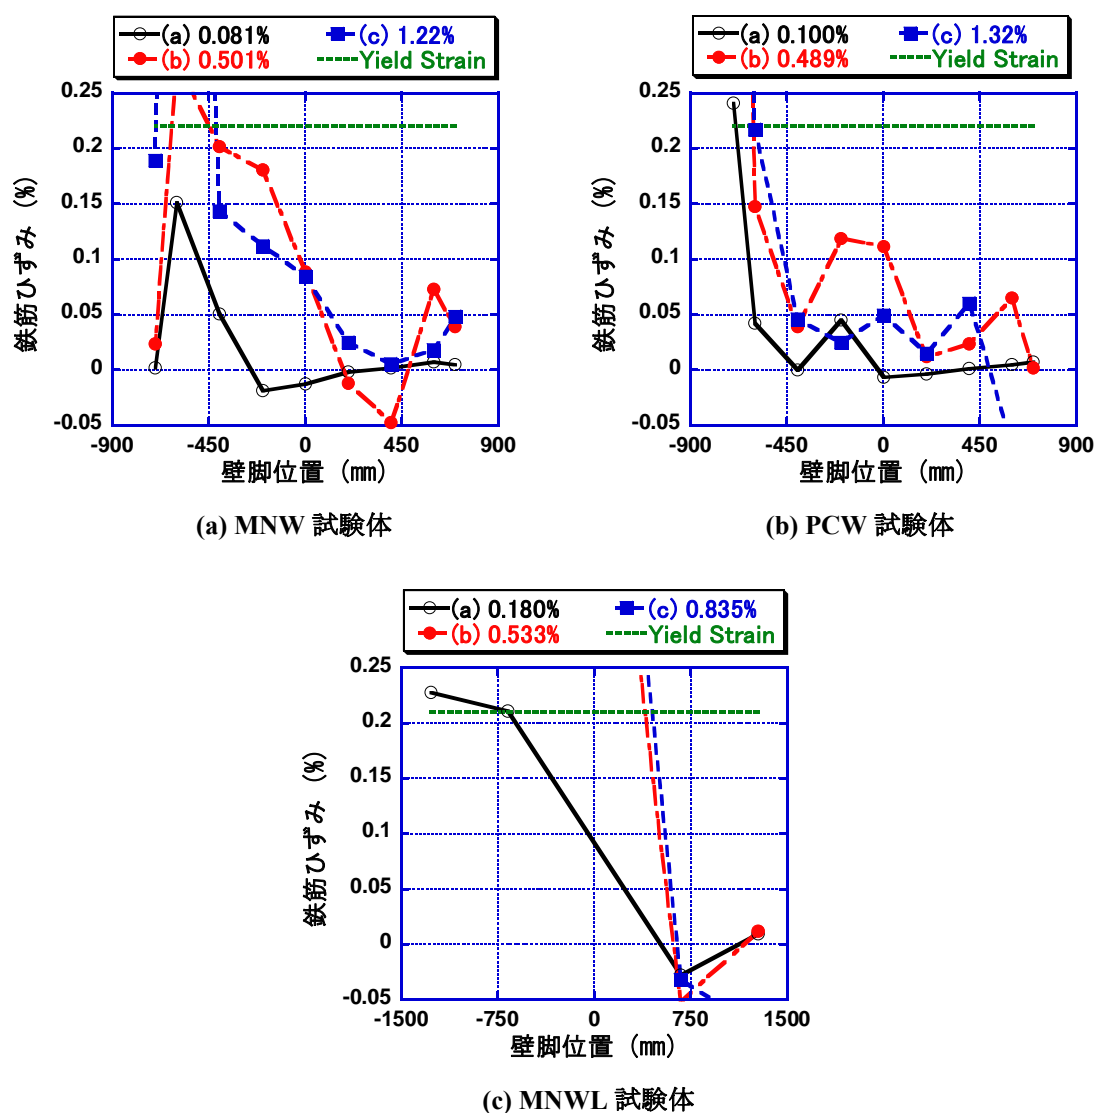 (a) 0.081% (c) 1.22%
(b) 0.501% Yield Strain
0.25
0.2
0.15
0.1
0.05
0
-0.05
鉄筋ひずみ (%)
-900 -450 0 450 900
壁脚位置 (㎜)
(a) MNW 試験体
(a) 0.100% (c) 1.32%
(b) 0.489% Yield Strain
0.25
0.2
0.15
0.1
0.05
0
-0.05
鉄筋ひずみ (%)
-900 -450 0 450 900
壁脚位置 (㎜)
(b) PCW 試験体
(a) 0.180% (c) 0.835%
(b) 0.533% Yield Strain
0.25
0.2
0.15
0.1
0.05
0
-0.05
鉄筋ひずみ (%)
-1500 -750 0 750 1500
壁脚位置 (㎜)
(c) MNWL 試験体